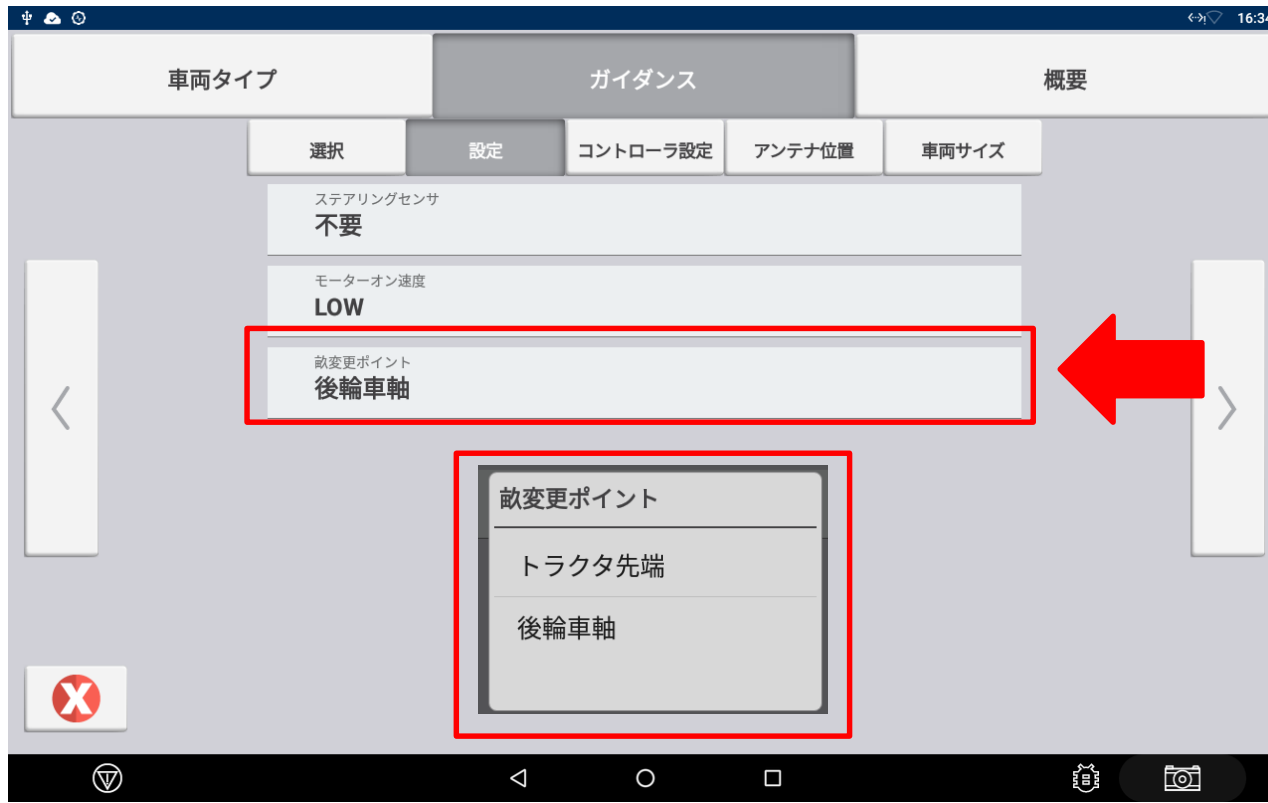 16:34
車両タイプ
ガイダンス
概要
選択
設定
コントローラ設定
アンテナ位置
車両サイズ
ステアリングセンサ
不要
モーターオン速度
LOW
畝変更ポイント
後輪車軸
畝変更ポイント
トラクタ先端
後輪車軸